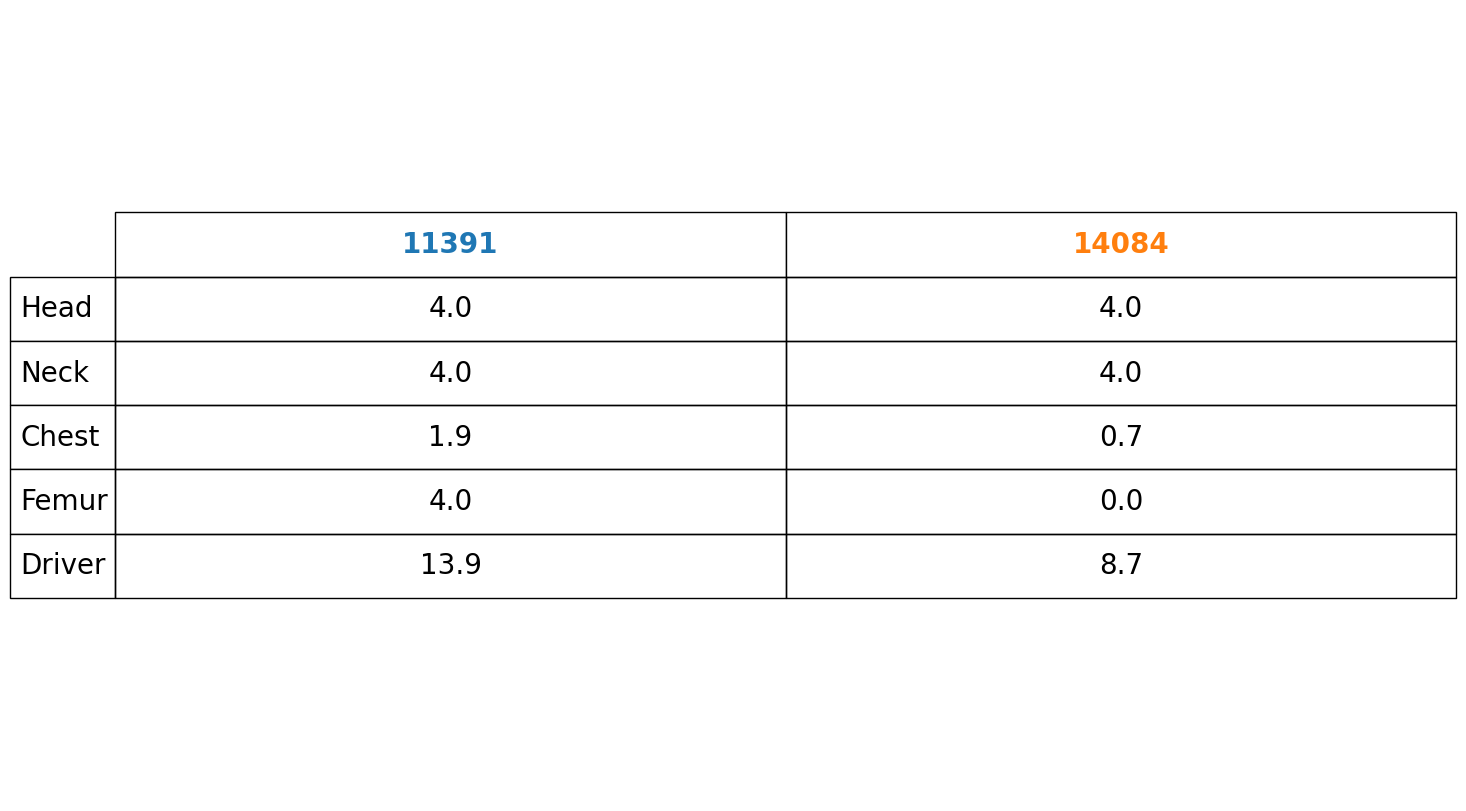 11391 14084
Head 4.0 4.0
Neck 4.0 4.0
Chest 1.9 0.7
Femur 4.0 0.0
Driver 13.9 8.7